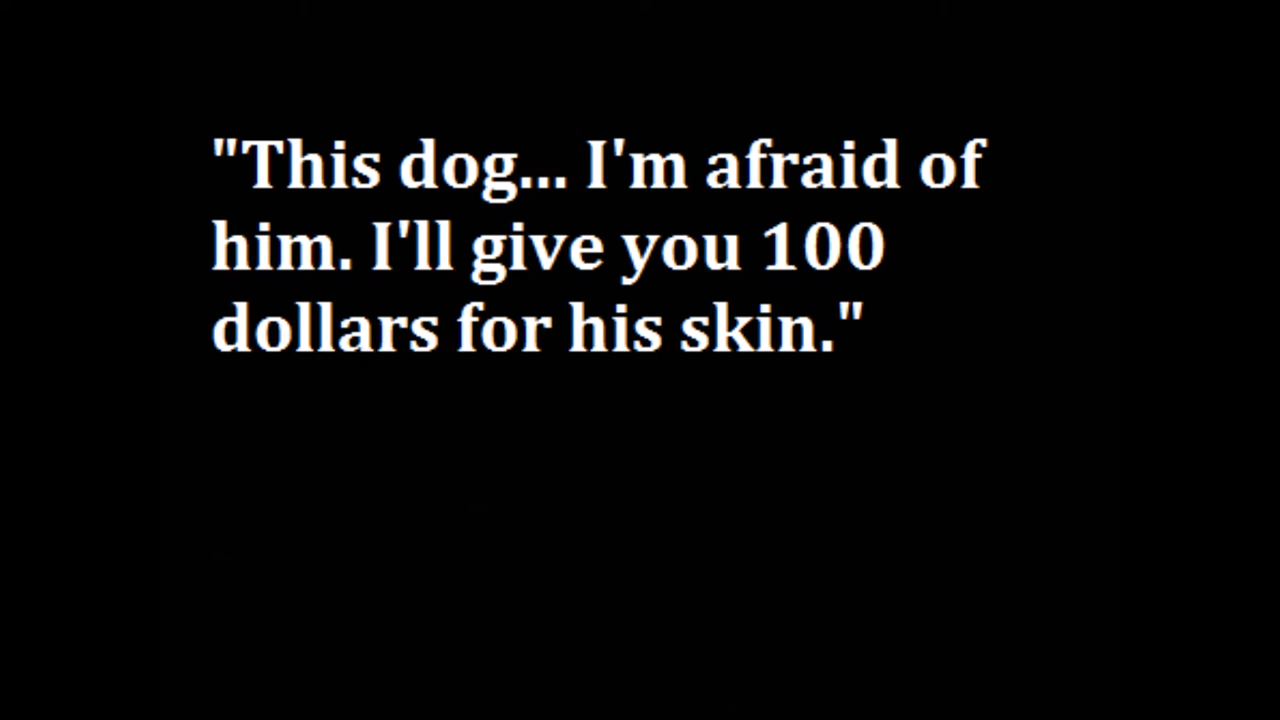 "This dog... I'm afraid of
him. I'll give you 100
dollars for his skin."